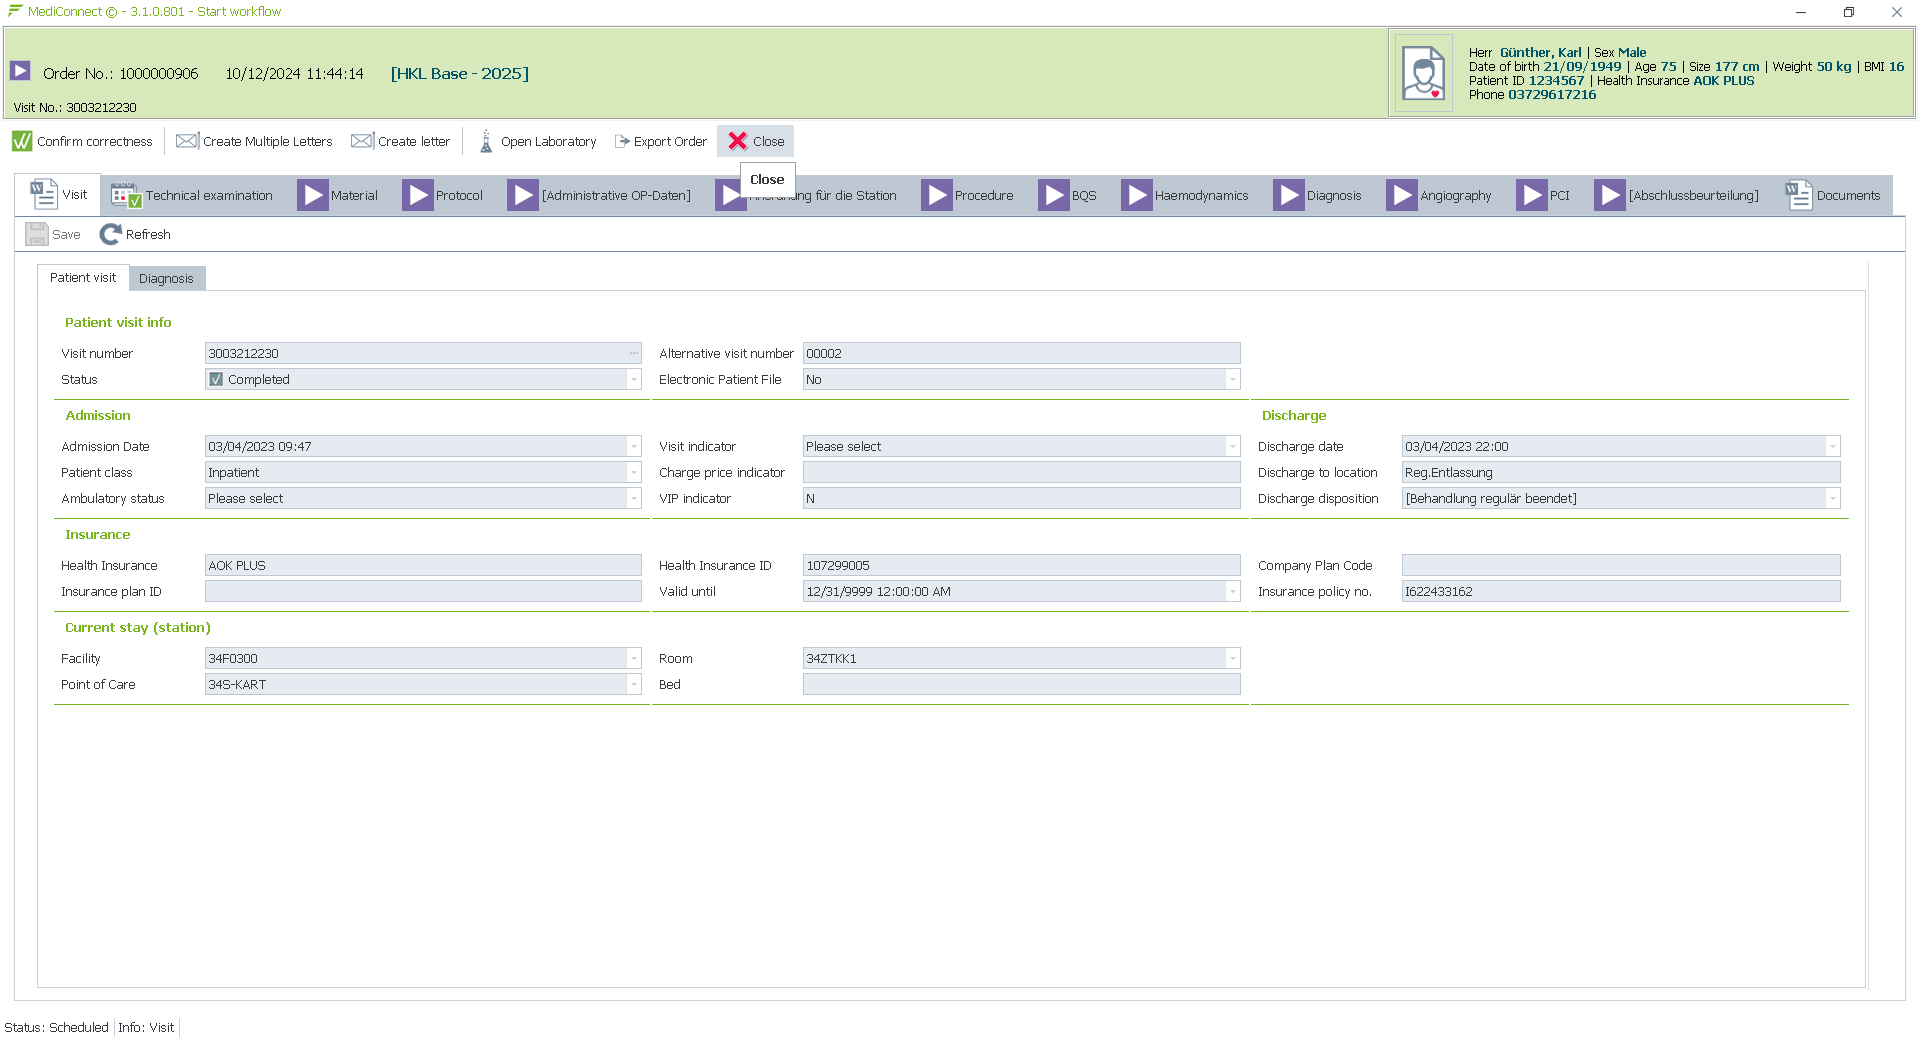 MediConnect © - 3.1.0.801 - Start workflow
Order No.: 1000000906 10/12/2024 11:44:14 [HKL Base - 2025]
Visit No.: 3003212230
Herr Günther, Karl | Sex Male
Date of birth 21/09/1949 | Age 75 | Size 177 cm | Weight 50 kg | BMI 16
Patient ID 1234567 | Health Insurance AOK PLUS
Phone 03729617216
Confirm correctness Create Multiple Letters Create letter Open Laboratory Export Order Close
Close
Visit Technical examination Material Protocol [Administrative OP-Daten] für die Station Procedure BQS Haemodynamics Diagnosis Angiography PCI [Abschlussbeurteilung] Documents
Save Refresh
Patient visit Diagnosis
Patient visit info
Visit number 3003212230 ... Alternative visit number 00002
Status Completed Electronic Patient File No
Admission Discharge
Admission Date 03/04/2023 09:47 Visit indicator Please select Discharge date 03/04/2023 22:00
Patient class Inpatient Charge price indicator Discharge to location Reg.Entlassung
Ambulatory status Please select VIP indicator N Discharge disposition [Behandlung regulär beendet]
Insurance
Health Insurance AOK PLUS Health Insurance ID 107299005 Company Plan Code
Insurance plan ID Valid until 12/31/9999 12:00:00 AM Insurance policy no. I622433162
Current stay (station)
Facility 34F0300 Room 34ZTKK1
Point of Care 34S-KART Bed
Status: Scheduled Info: Visit